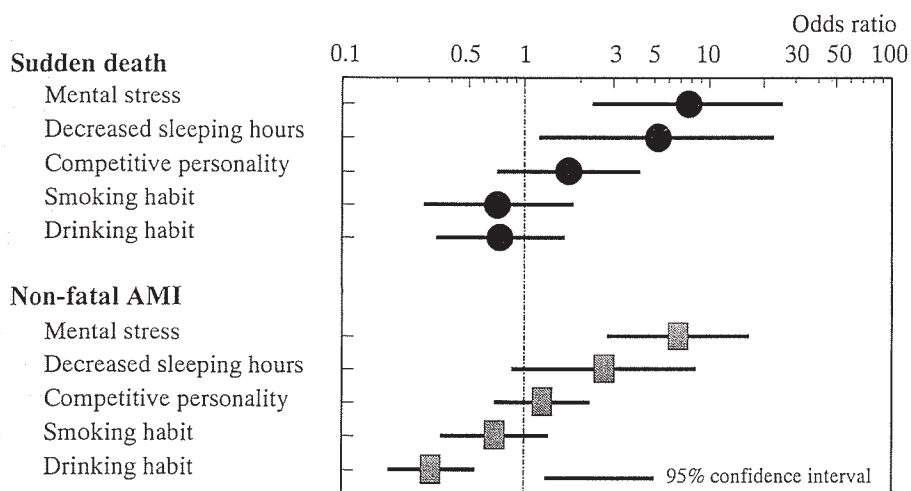 Odds ratio
0.1 0.5 1 3 5 10 30 50 100
Sudden death
Mental stress
Decreased sleeping hours
Competitive personality
Smoking habit
Drinking habit
Non-fatal AMI
Mental stress
Decreased sleeping hours
Competitive personality
Smoking habit
Drinking habit
95% confidence interval